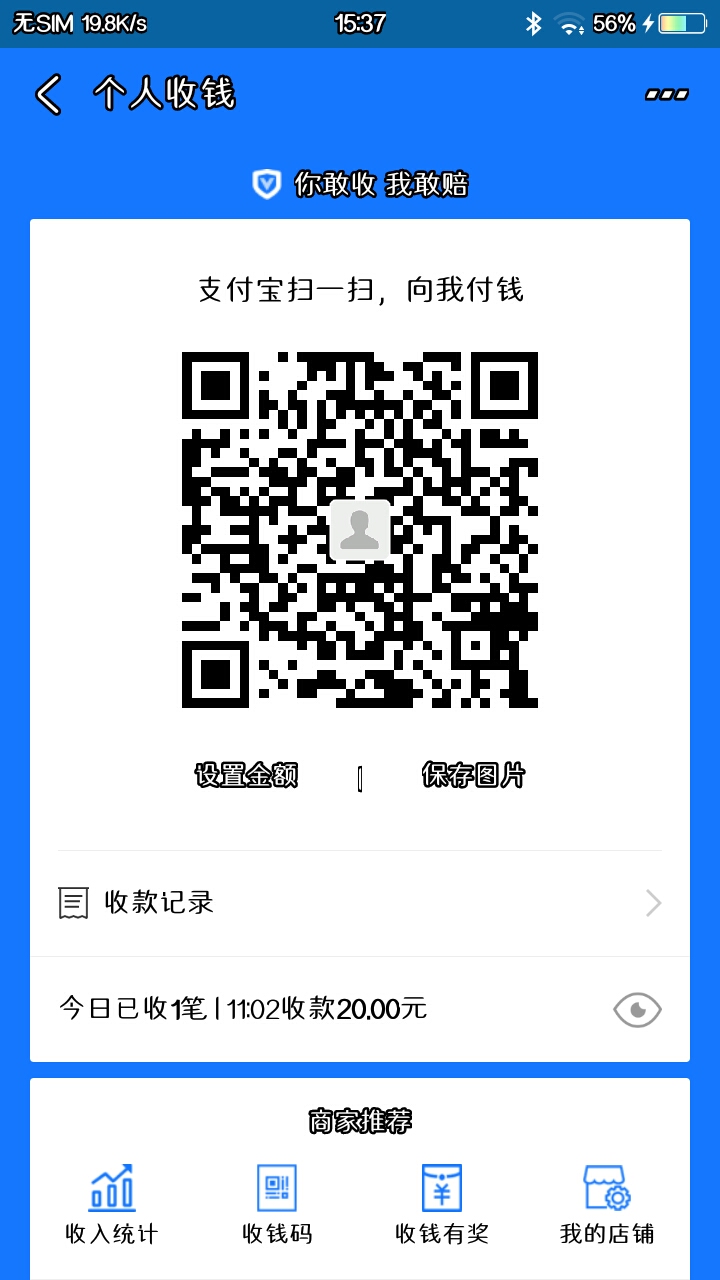 无SIM 19.8K/s 15:37 56%
个人收钱
你敢收 我敢赔
支付宝扫一扫，向我付钱
设置金额 | 保存图片
收款记录
今日已收1笔 | 11:02收款20.00元
商家推荐
收入统计 收钱码 收钱有奖 我的店铺